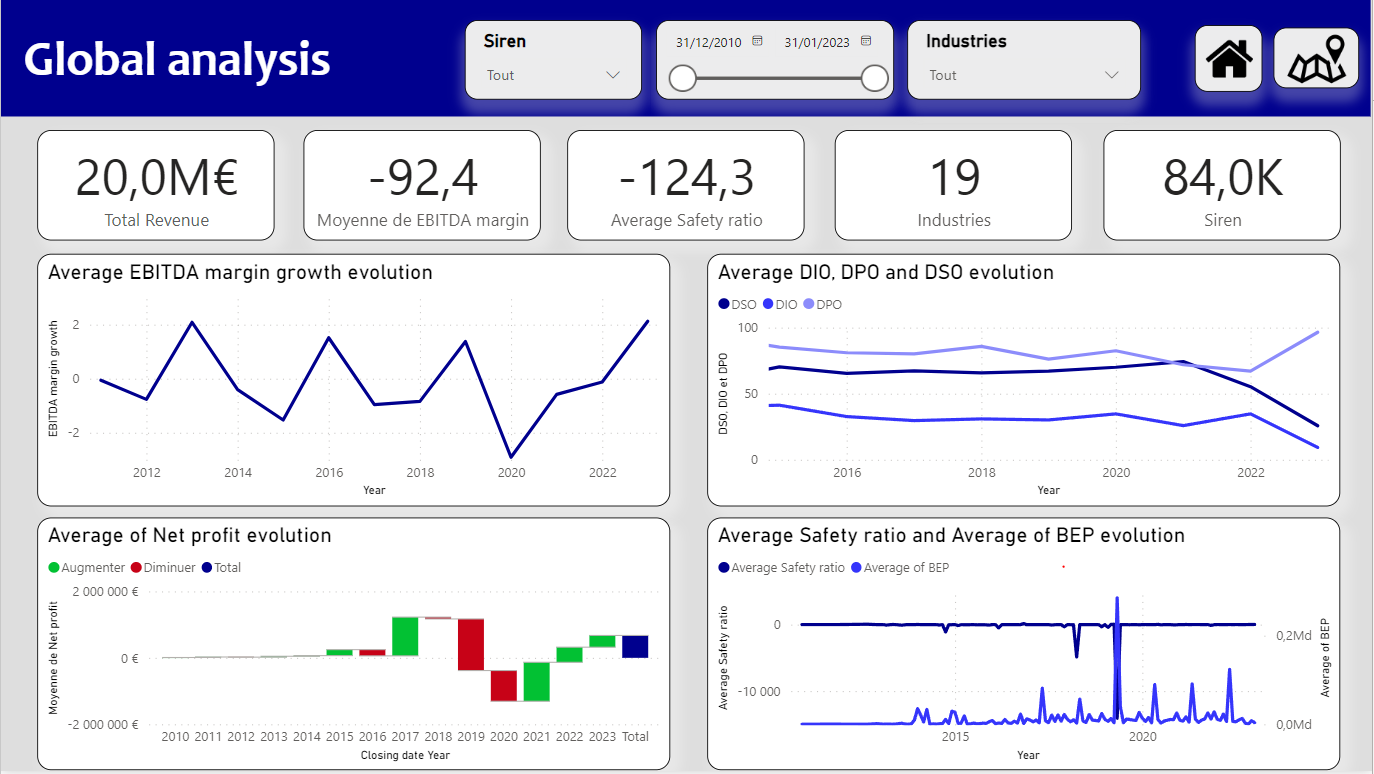 Global analysis
Siren
Tout
31/12/2010
31/01/2023
Industries
Tout
20,0M€
Total Revenue
-92,4
Moyenne de EBITDA margin
-124,3
Average Safety ratio
19
Industries
84,0K
Siren
Average EBITDA margin growth evolution
EBITDA margin growth
2
0
-2
2012 2014 2016 2018 2020 2022
Year
Average DIO, DPO and DSO evolution
DSO DIO DPO
DSO, DIO et DPO
100
50
0
2016 2018 2020 2022
Year
Average of Net profit evolution
Augmenter Diminuer Total
Moyenne de Net profit
2 000 000 €
0 €
-2 000 000 €
2010 2011 2012 2013 2014 2015 2016 2017 2018 2019 2020 2021 2022 2023 Total
Closing date Year
Average Safety ratio and Average of BEP evolution
Average Safety ratio Average of BEP
Average Safety ratio
0
-10 000
0,2Md
0,0Md
Average of BEP
2015 2020
Year